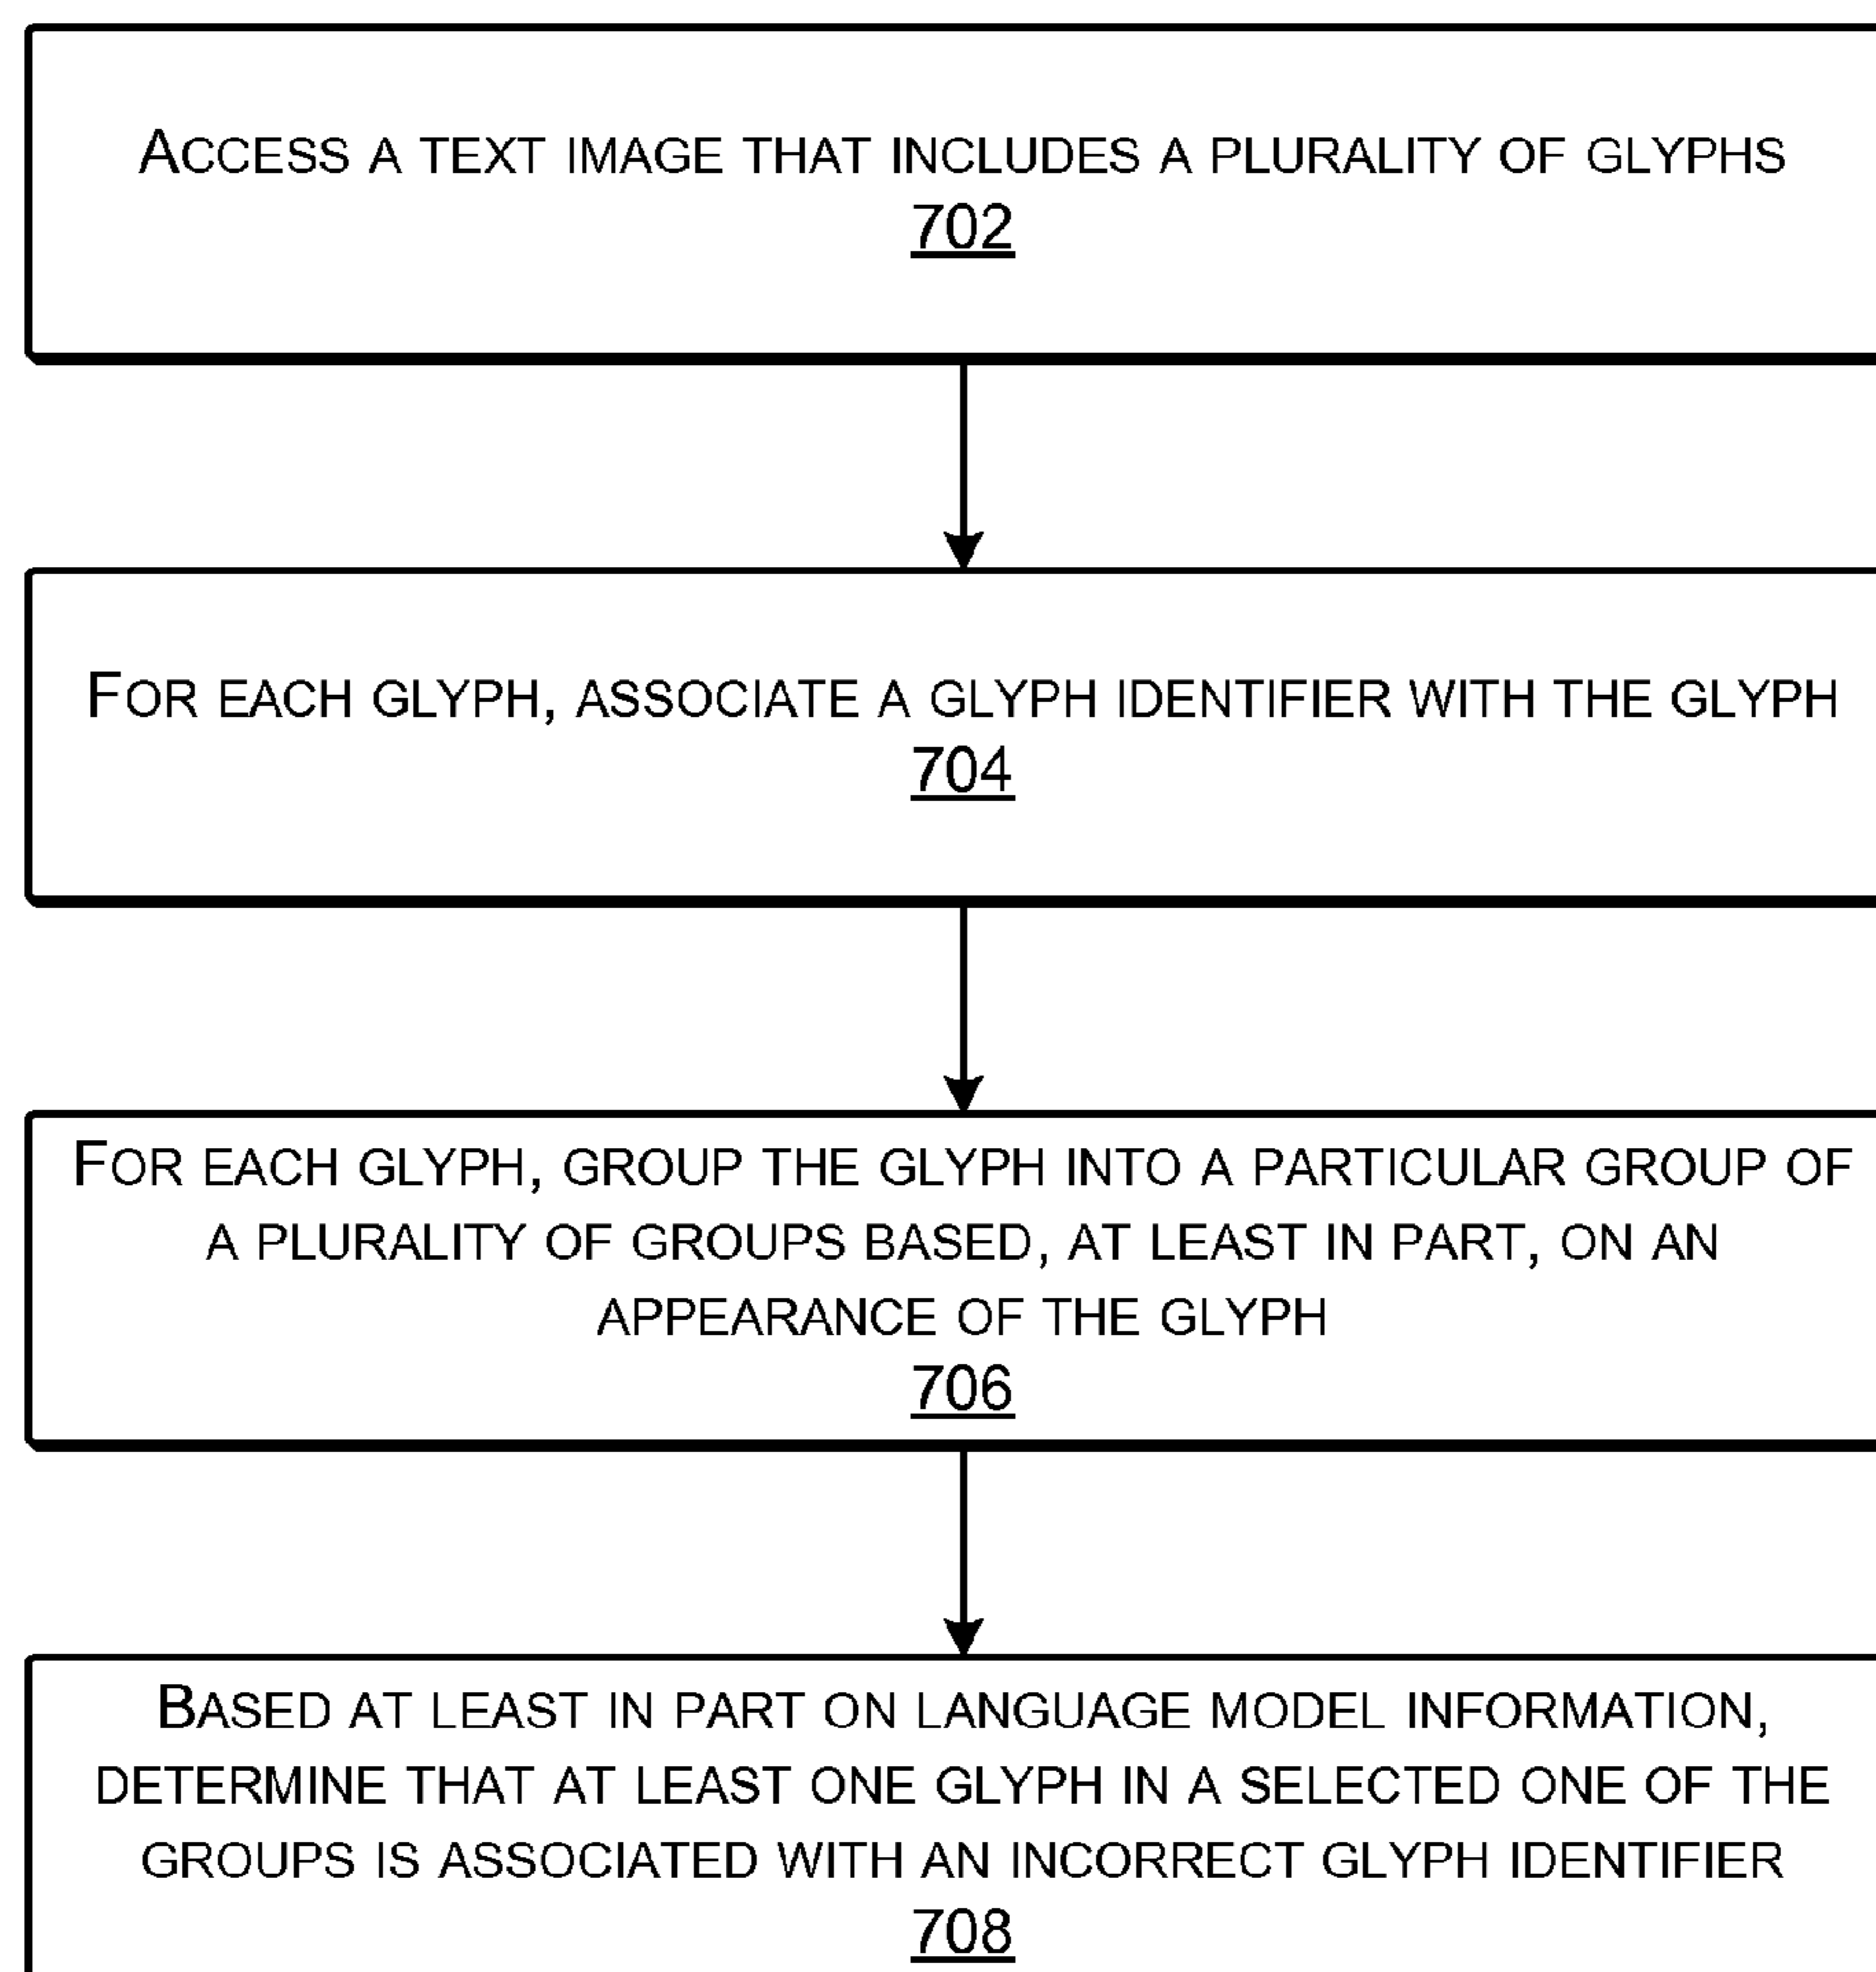 Access a text image that includes a plurality of glyphs
702
For each glyph, associate a glyph identifier with the glyph
704
For each glyph, group the glyph into a particular group of
a plurality of groups based, at least in part, on an
appearance of the glyph
706
Based at least in part on language model information,
determine that at least one glyph in a selected one of the
groups is associated with an incorrect glyph identifier
708